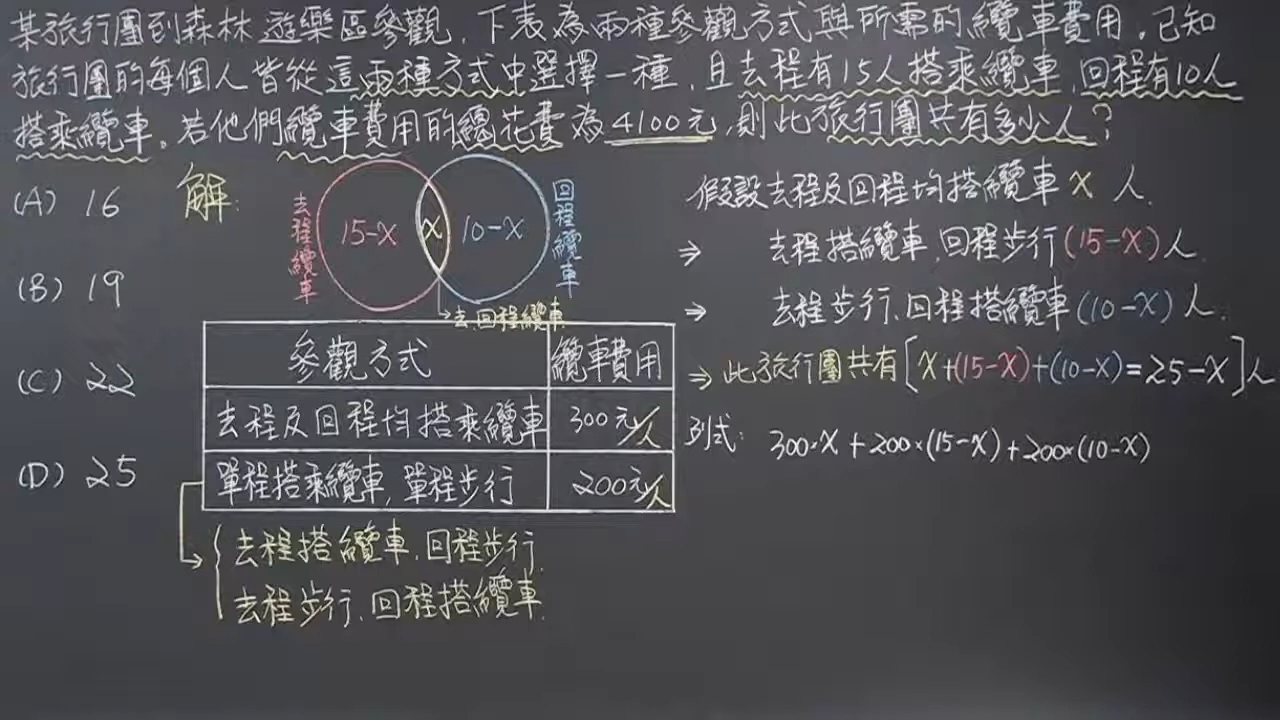 某旅行團到森林遊樂區參觀,下表為兩種參觀方式與所需的纜車費用。已知
旅行團的每個人皆從這兩種方式中選擇一種,且去程有15人搭乘纜車,回程有10人
搭乘纜車。若他們纜車費用的總花費為4100元,則此旅行團共有多少人?
(A) 16
(B) 19
(C) 22
(D) 25
解:
去程纜車
15-x
x
10-x
回程纜車
去.回程纜車
參觀方式 纜車費用
去程及回程均搭乘纜車 300元/人
單程搭乘纜車,單程步行 200元/人
去程搭纜車.回程步行.
去程步行.回程搭纜車.
假設去程及回程均搭纜車 x 人.
⇒ 去程搭纜車.回程步行(15-x)人.
⇒ 去程步行.回程搭纜車(10-x)人.
⇒ 此旅行團共有[x+(15-x)+(10-x)=25-x]人
列式: 300·x+200×(15-x)+200×(10-x)